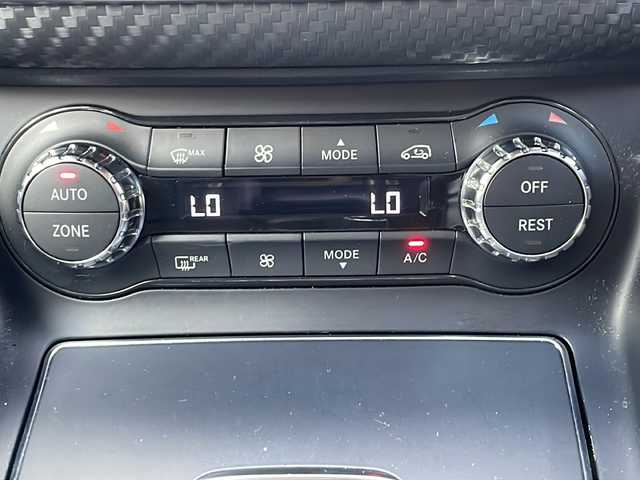 MAX
MODE
AUTO
ZONE
LO
LO
OFF
REST
REAR
MODE
A/C